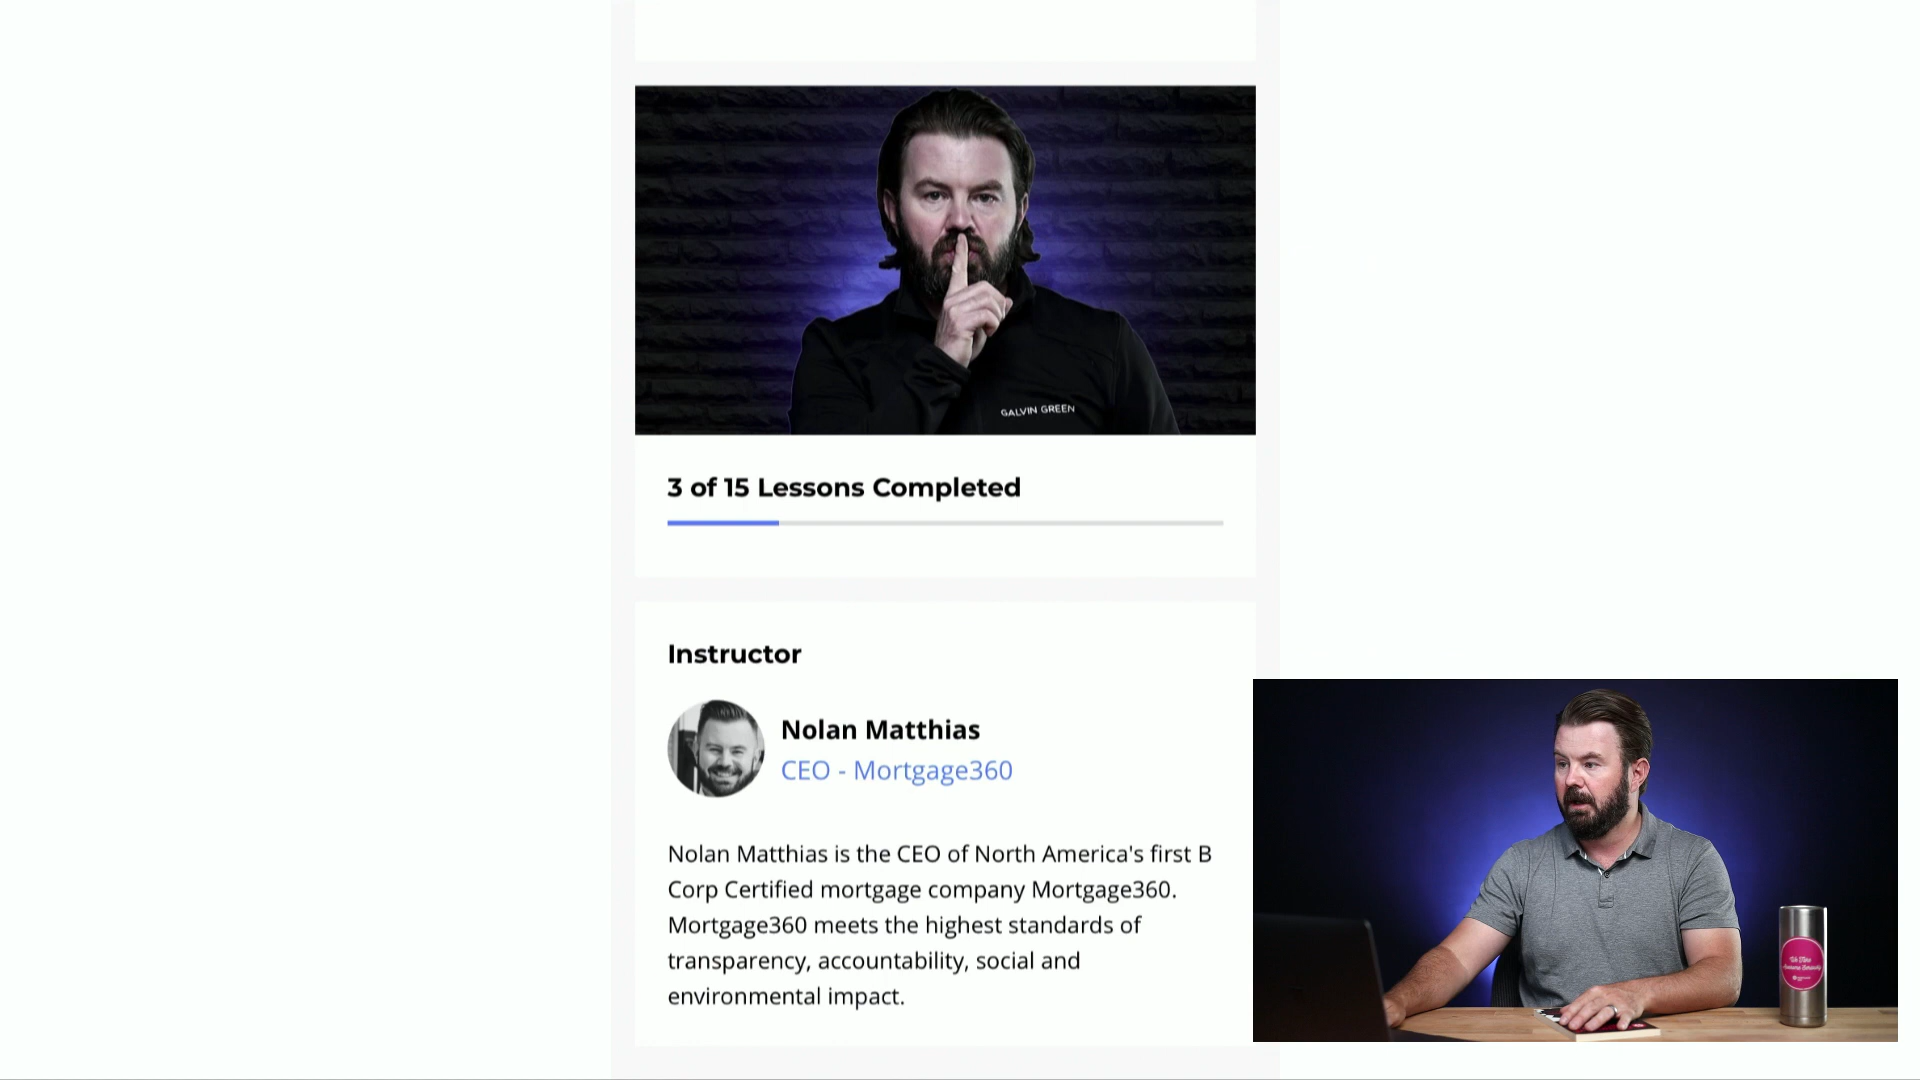 GALVIN GREEN
3 of 15 Lessons Completed
Instructor
Nolan Matthias
CEO - Mortgage360
Nolan Matthias is the CEO of North America's first B
Corp Certified mortgage company Mortgage360.
Mortgage360 meets the highest standards of
transparency, accountability, social and
environmental impact.